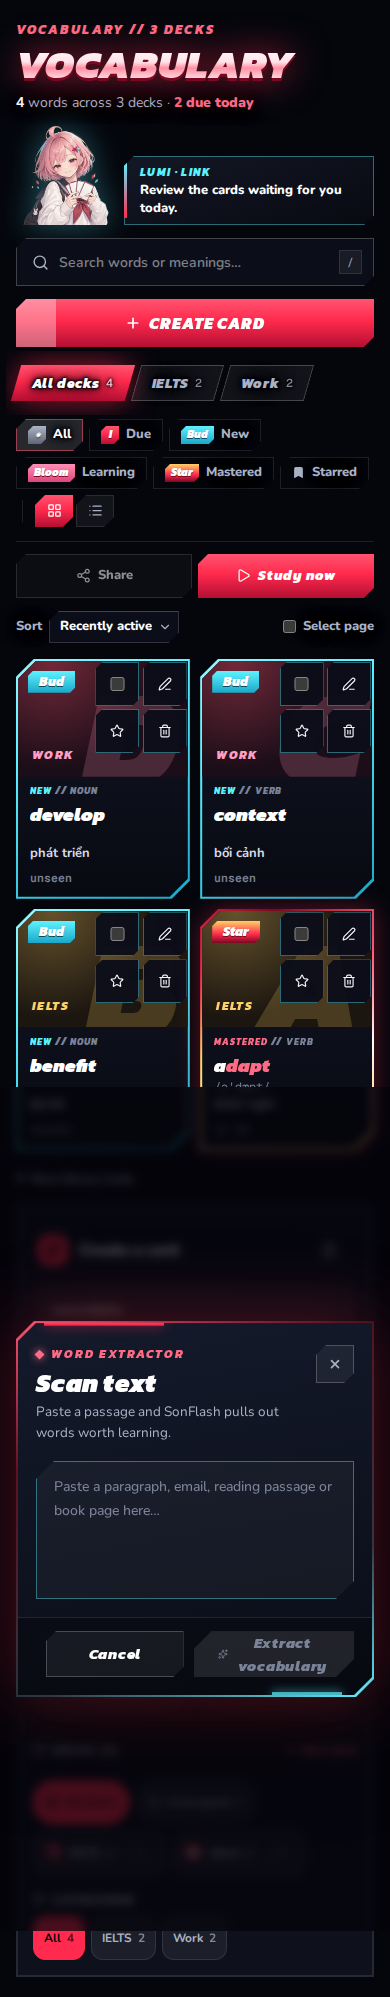 VOCABULARY // 3 DECKS
VOCABULARY
4 words across 3 decks · 2 due today
LUMI · LINK
Review the cards waiting for you
today.
Search words or meanings... /
+ CREATE CARD
All decks 4 IELTS 2 Work 2
All ! Due Bud New
Bloom Learning Star Mastered Starred
Share Study now
Sort Recently active Select page
Bud Bud
WORK WORK
NEW // NOUN NEW // VERB
develop context
phát triển bối cảnh
unseen unseen
Bud Star
IELTS IELTS
NEW // NOUN MASTERED // VERB
benefit adapt
Create a card
WORD EXTRACTOR
Scan text
Paste a passage and SonFlash pulls out
words worth learning.
Paste a paragraph, email, reading passage or
book page here...
Cancel Extract
vocabulary
All 4 IELTS 2 Work 2